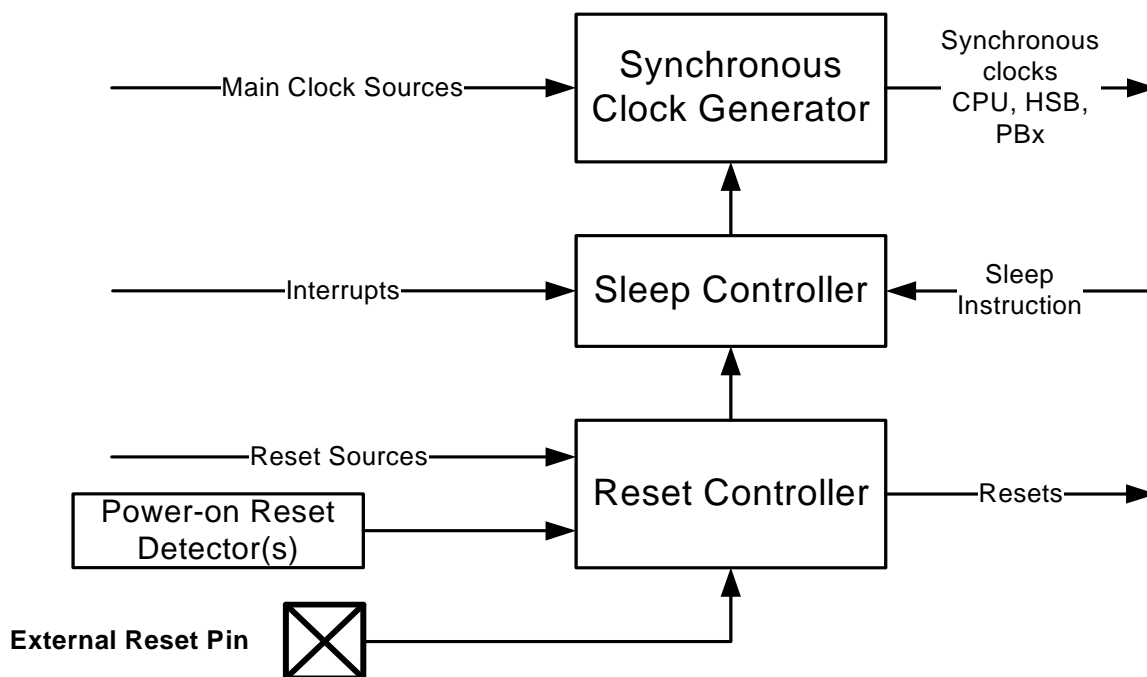 Main Clock Sources
Synchronous
Clock Generator
Synchronous
clocks
CPU, HSB,
PBx
Interrupts
Sleep Controller
Sleep
Instruction
Reset Sources
Reset Controller
Resets
Power-on Reset
Detector(s)
External Reset Pin